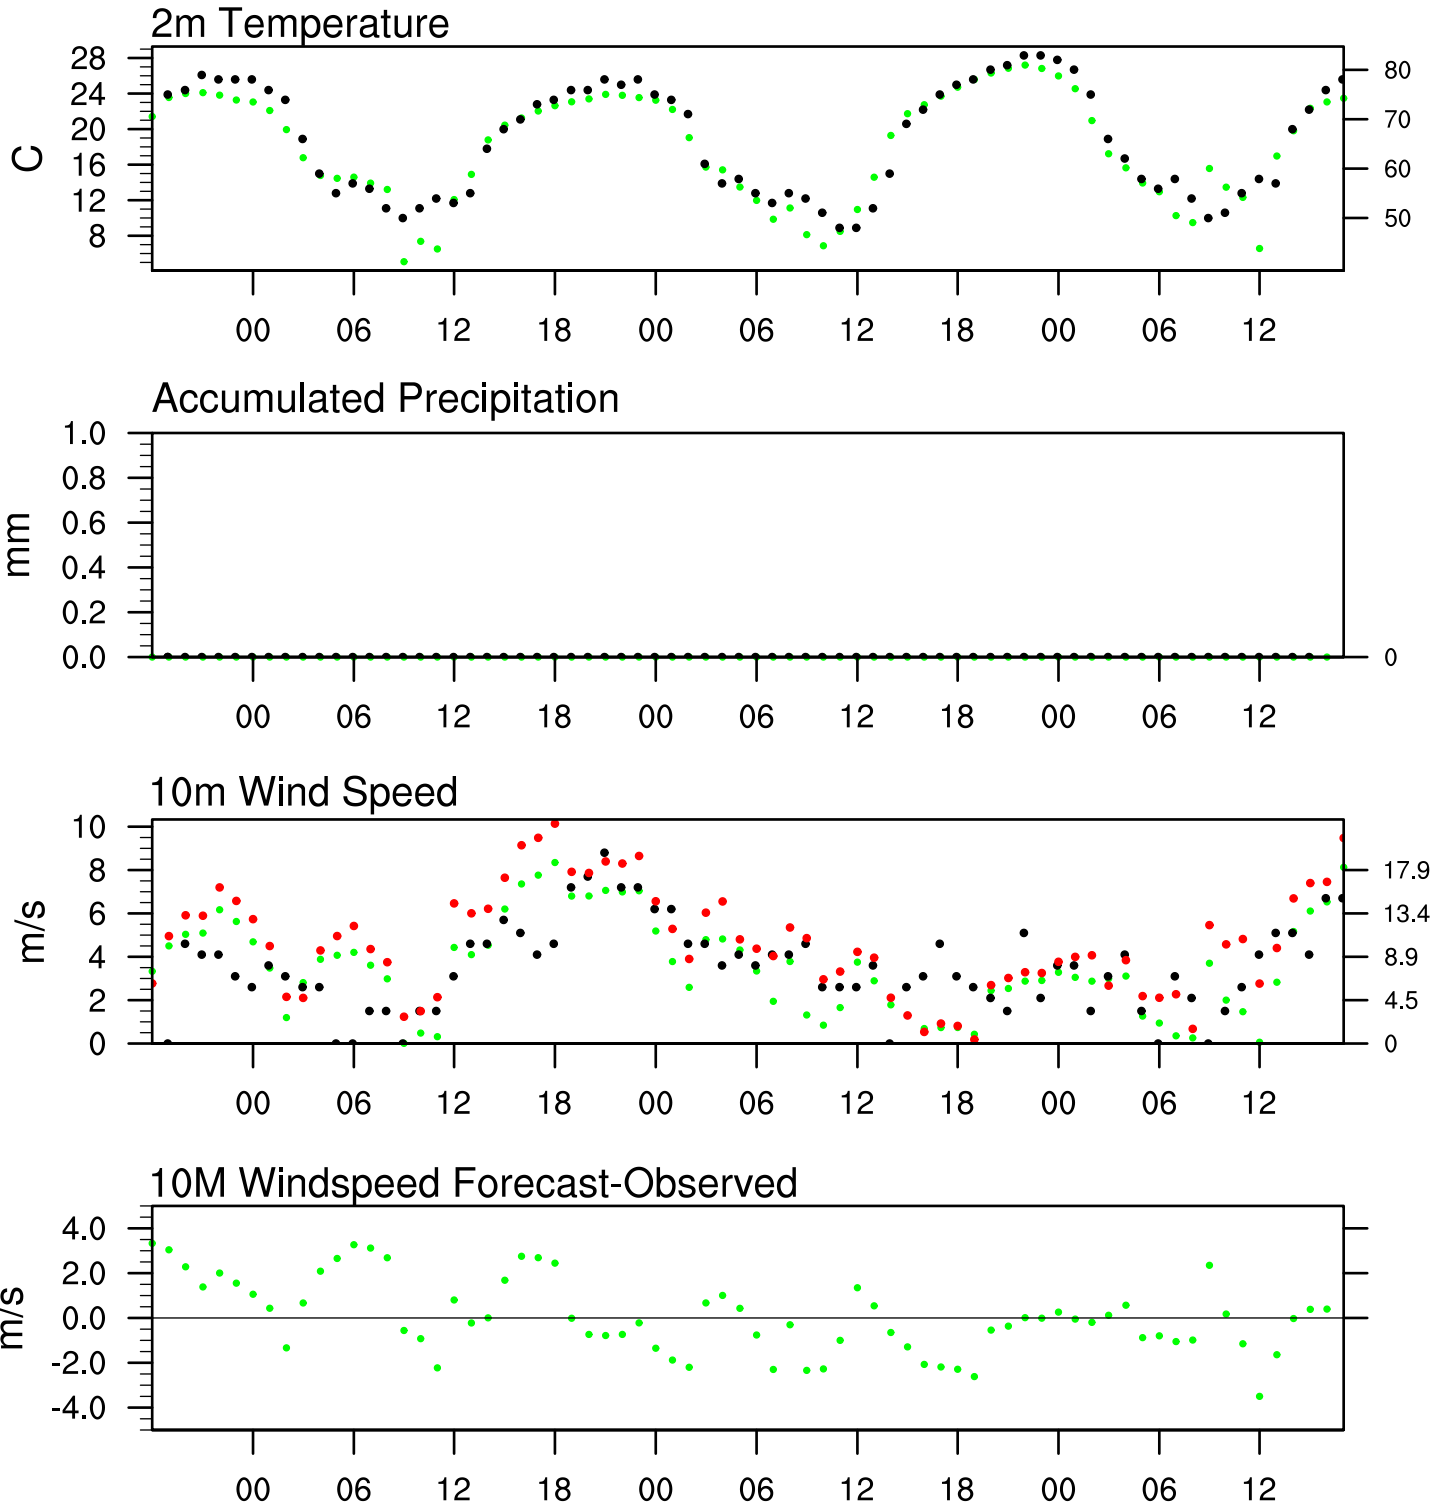 2m Temperature
28
24
20
16
12
8
C
80
70
60
50
00 06 12 18 00 06 12 18 00 06 12
Accumulated Precipitation
1.0
0.8
0.6
0.4
0.2
0.0
mm
0
00 06 12 18 00 06 12 18 00 06 12
10m Wind Speed
10
8
6
4
2
0
m/s
17.9
13.4
8.9
4.5
0
00 06 12 18 00 06 12 18 00 06 12
10M Windspeed Forecast-Observed
4.0
2.0
0.0
-2.0
-4.0
m/s
00 06 12 18 00 06 12 18 00 06 12